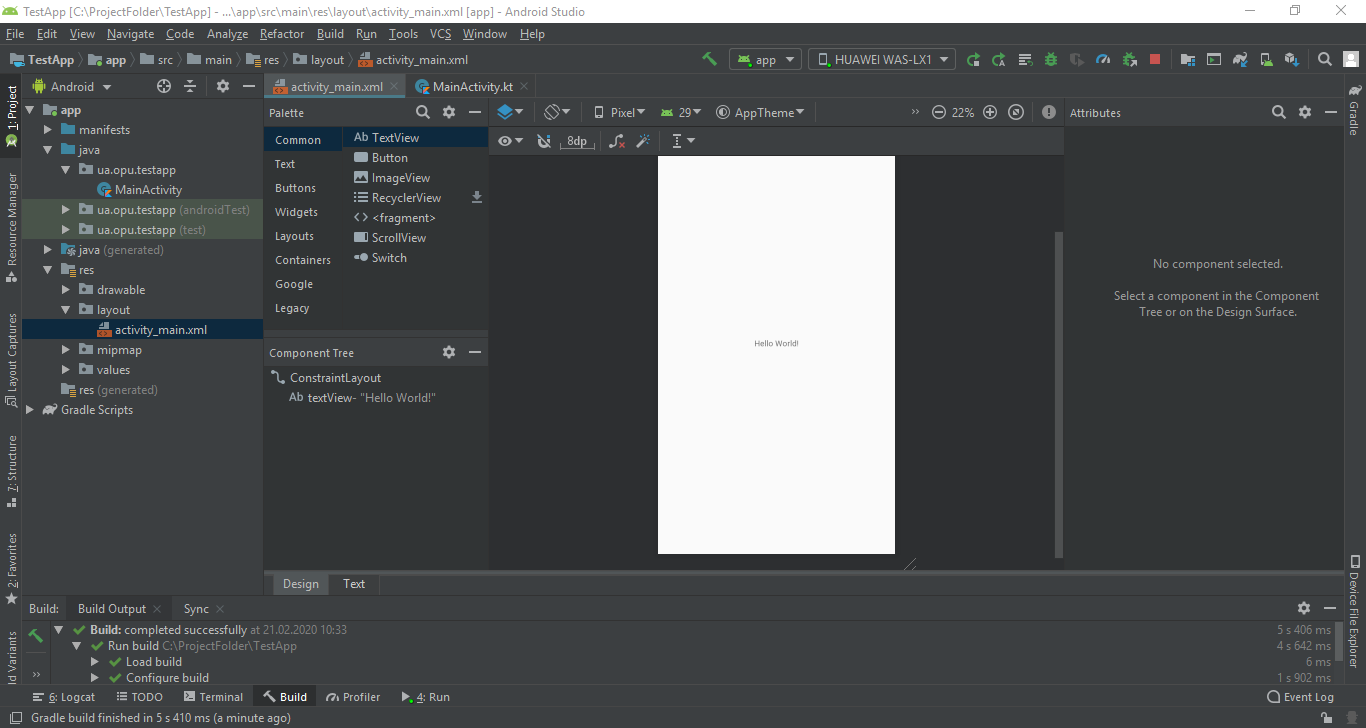 TestApp [C:\ProjectFolder\TestApp] - ...\app\src\main\res\layout\activity_main.xml [app] - Android Studio
File Edit View Navigate Code Analyze Refactor Build Run Tools VCS Window Help
TestApp app src main res layout activity_main.xml app HUAWEI WAS-LX1
1: Project
Resource Manager
Layout Captures
7: Structure
2: Favorites
ld Variants
Android
app
manifests
java
ua.opu.testapp
MainActivity
ua.opu.testapp (androidTest)
ua.opu.testapp (test)
java (generated)
res
drawable
layout
activity_main.xml
mipmap
values
res (generated)
Gradle Scripts
activity_main.xml MainActivity.kt
Palette
Common
Text
Buttons
Widgets
Layouts
Containers
Google
Legacy
Ab TextView
Button
ImageView
RecyclerView
<> <fragment>
ScrollView
Switch
Component Tree
ConstraintLayout
Ab textView- "Hello World!"
Pixel 29 AppTheme » 22%
8dp
Hello World!
Attributes
No component selected.
Select a component in the Component
Tree or on the Design Surface.
Gradle
Device File Explorer
Design Text
Build: Build Output Sync
Build: completed successfully at 21.02.2020 10:33 5 s 406 ms
Run build C:\ProjectFolder\TestApp 4 s 642 ms
Load build 6 ms
Configure build 1 s 902 ms
»
6: Logcat TODO Terminal Build Profiler 4: Run Event Log
Gradle build finished in 5 s 410 ms (a minute ago)